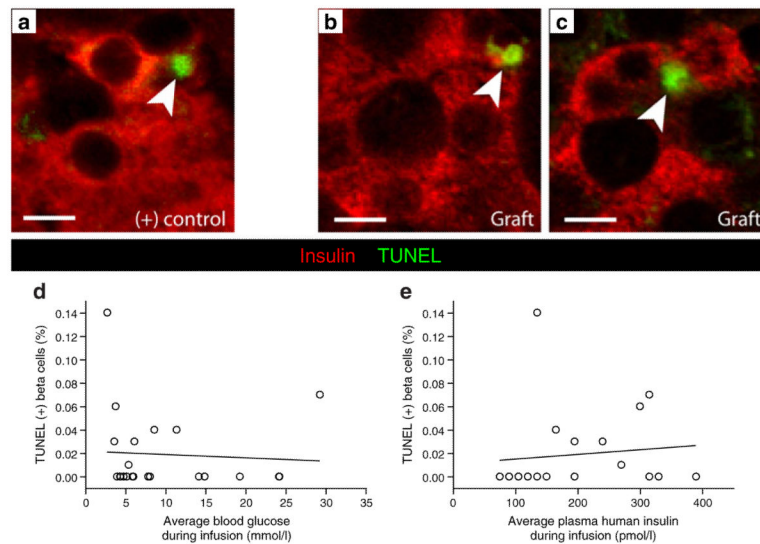 a
(+) control
b
Graft
c
Graft
Insulin TUNEL
d
TUNEL (+) beta cells (%)
0.14
0.12
0.10
0.08
0.06
0.04
0.02
0.00
0 5 10 15 20 25 30 35
Average blood glucose
during infusion (mmol/l)
e
TUNEL (+) beta cells (%)
0.14
0.12
0.10
0.08
0.06
0.04
0.02
0.00
0 100 200 300 400
Average plasma human insulin
during infusion (pmol/l)